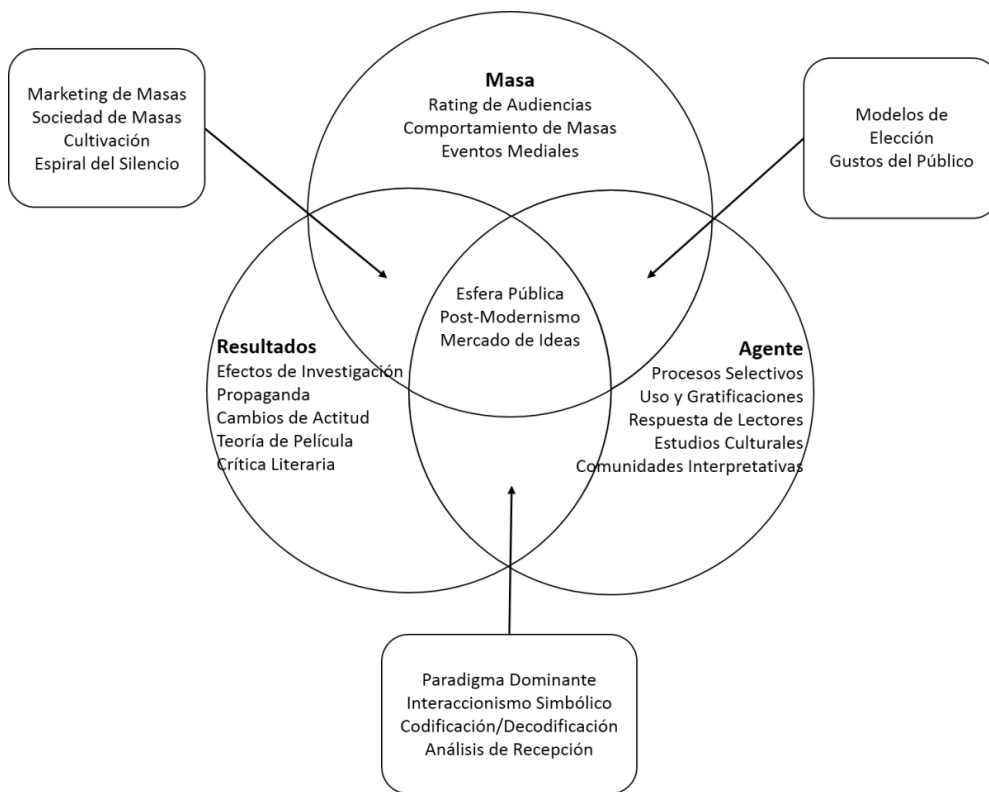 Marketing de Masas
Sociedad de Masas
Cultivación
Espiral del Silencio
Masa
Rating de Audiencias
Comportamiento de Masas
Eventos Mediales
Modelos de
Elección
Gustos del Público
Esfera Pública
Post-Modernismo
Mercado de Ideas
Resultados
Efectos de Investigación
Propaganda
Cambios de Actitud
Teoría de Película
Crítica Literaria
Agente
Procesos Selectivos
Uso y Gratificaciones
Respuesta de Lectores
Estudios Culturales
Comunidades Interpretativas
Paradigma Dominante
Interaccionismo Simbólico
Codificación/Decodificación
Análisis de Recepción